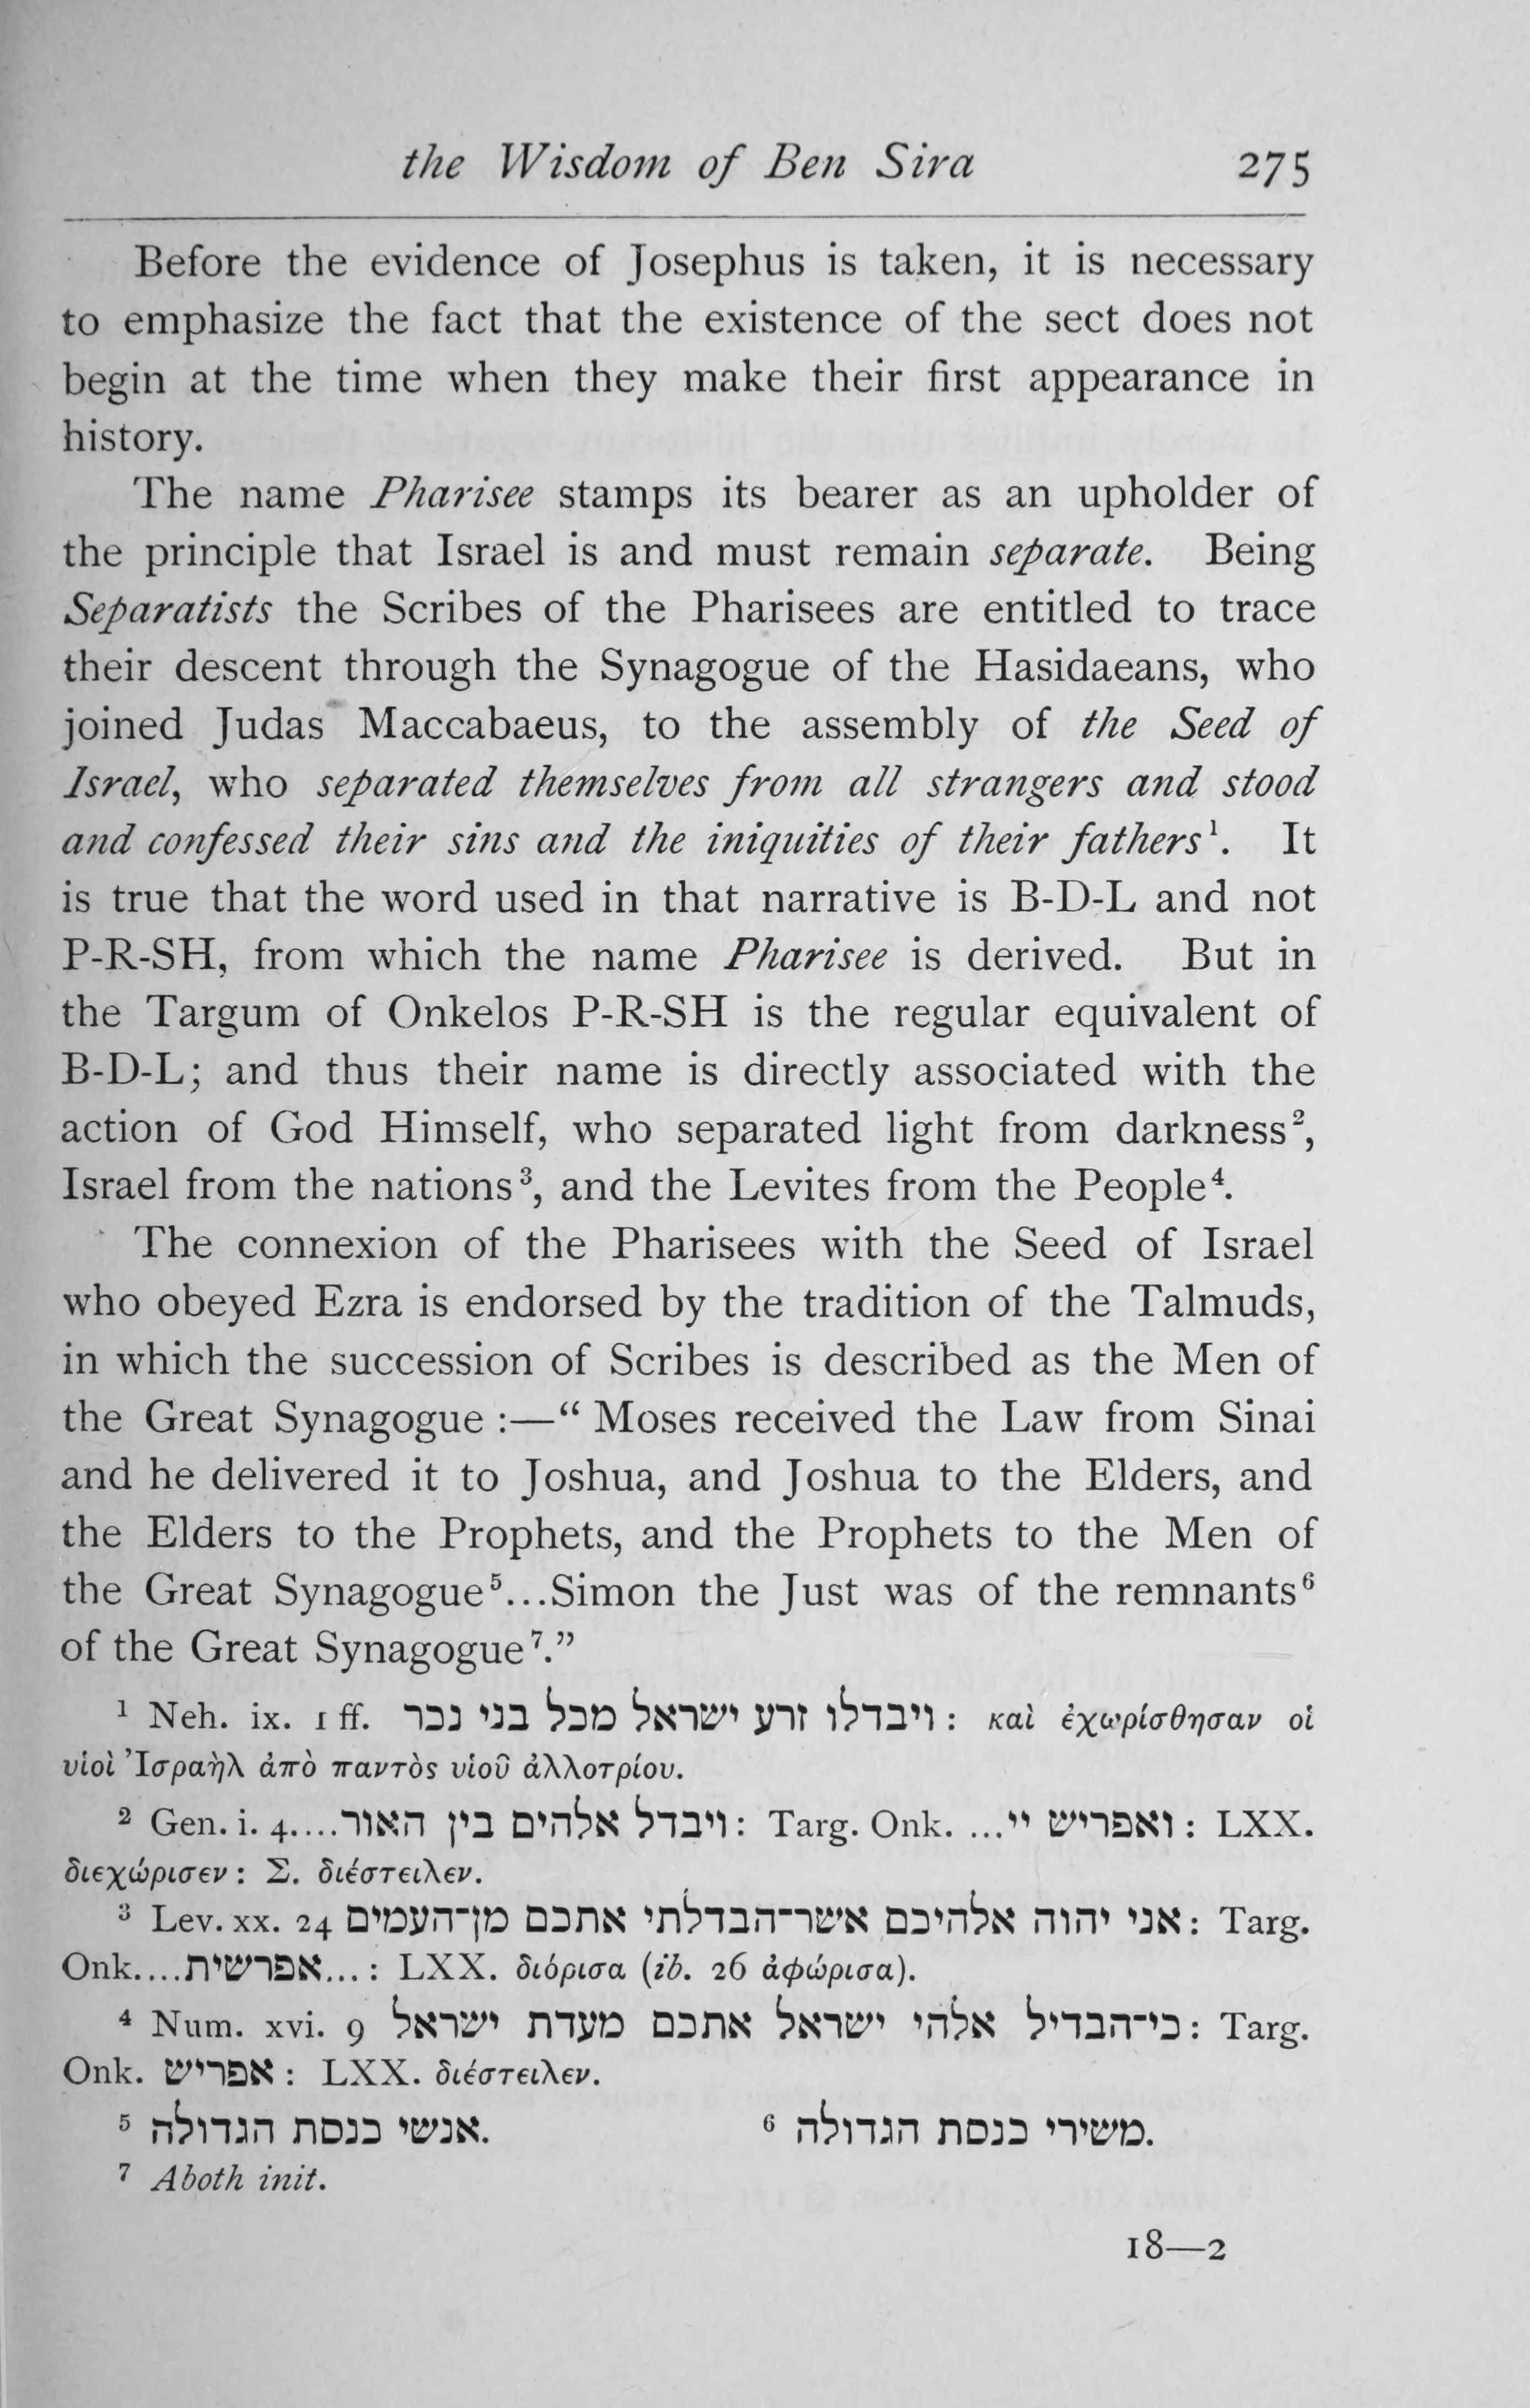 the Wisdom of Ben Sira 275
Before the evidence of Josephus is taken, it is necessary
to emphasize the fact that the existence of the sect does not
begin at the time when they make their first appearance in
history.
The name Pharisee stamps its bearer as an upholder of
the principle that Israel is and must remain separate. Being
Separatists the Scribes of the Pharisees are entitled to trace
their descent through the Synagogue of the Hasidaeans, who
joined Judas Maccabaeus, to the assembly of the Seed of
Israel, who separated themselves from all strangers and stood
and confessed their sins and the iniquities of their fathers¹. It
is true that the word used in that narrative is B-D-L and not
P-R-SH, from which the name Pharisee is derived. But in
the Targum of Onkelos P-R-SH is the regular equivalent of
B-D-L; and thus their name is directly associated with the
action of God Himself, who separated light from darkness²,
Israel from the nations³, and the Levites from the People⁴.
The connexion of the Pharisees with the Seed of Israel
who obeyed Ezra is endorsed by the tradition of the Talmuds,
in which the succession of Scribes is described as the Men of
the Great Synagogue :—“ Moses received the Law from Sinai
and he delivered it to Joshua, and Joshua to the Elders, and
the Elders to the Prophets, and the Prophets to the Men of
the Great Synagogue⁵...Simon the Just was of the remnants⁶
of the Great Synagogue⁷.”
¹ Neh. ix. 1 ff. ויבדלו זרע ישראל מכל בני נכר : καὶ ἐχωρίσθησαν οἱ
υἱοὶ Ἰσραὴλ ἀπὸ παντὸς υἱοῦ ἀλλοτρίου.
² Gen. i. 4....ויבדל אלהים בין האור : Targ. Onk. ...ואפריש יי : LXX.
διεχώρισεν : Σ. διέστειλεν.
³ Lev. xx. 24 אני יהוה אלהיכם אשר־הבדלתי אתכם מן־העמים : Targ.
Onk....אפרשית... : LXX. διόρισα (ib. 26 ἀφώρισα).
⁴ Num. xvi. 9 כי־הבדיל אלהי ישראל אתכם מעדת ישראל : Targ.
Onk. אפריש : LXX. διέστειλεν.
⁵ אנשי כנסת הגדולה. ⁶ משירי כנסת הגדולה.
⁷ Aboth init.
18—2